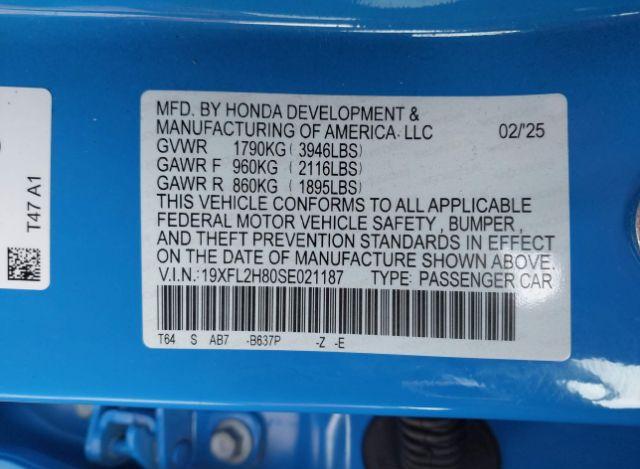 MFD. BY HONDA DEVELOPMENT &
MANUFACTURING OF AMERICA, LLC 02/'25
GVWR 1790KG (3946LBS)
GAWR F 960KG (2116LBS)
GAWR R 860KG (1895LBS)
THIS VEHICLE CONFORMS TO ALL APPLICABLE
FEDERAL MOTOR VEHICLE SAFETY, BUMPER,
AND THEFT PREVENTION STANDARDS IN EFFECT
ON THE DATE OF MANUFACTURE SHOWN ABOVE.
V.I.N.:19XFL2H80SE021187 TYPE: PASSENGER CAR
T64 S AB7 -B637P -Z -E
T47 A1